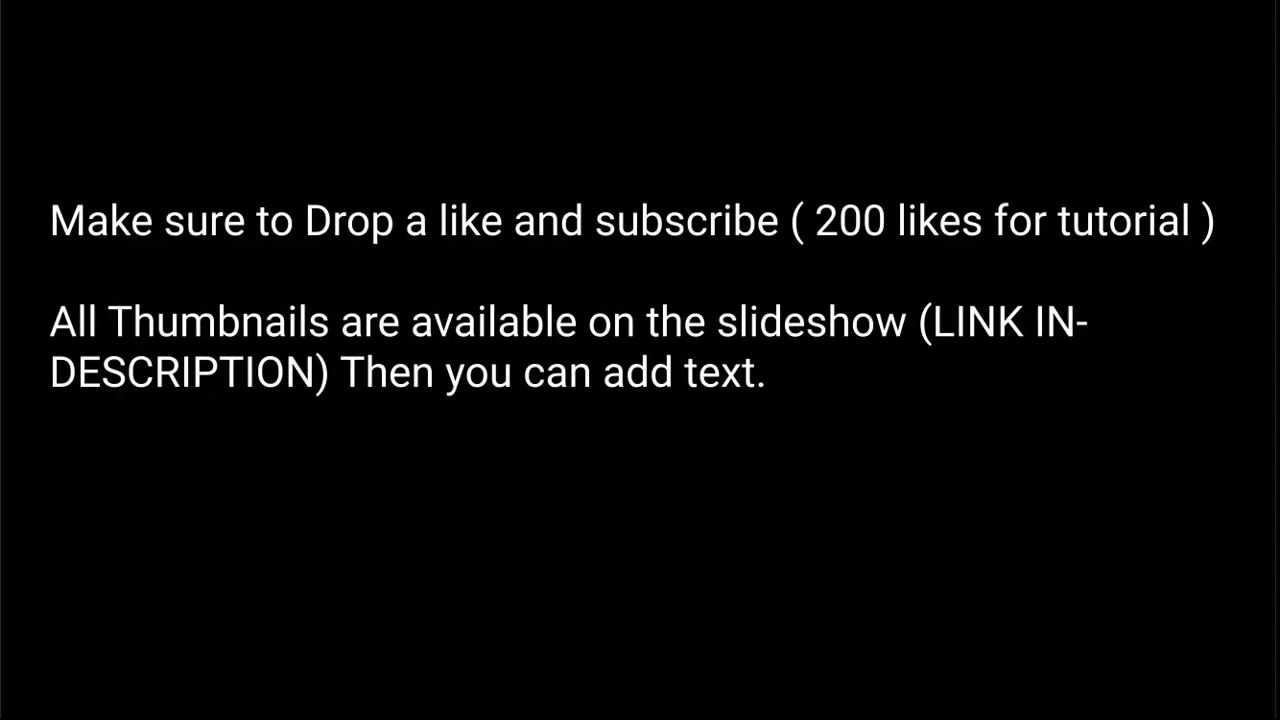 Make sure to Drop a like and subscribe ( 200 likes for tutorial )
All Thumbnails are available on the slideshow (LINK IN-
DESCRIPTION) Then you can add text.